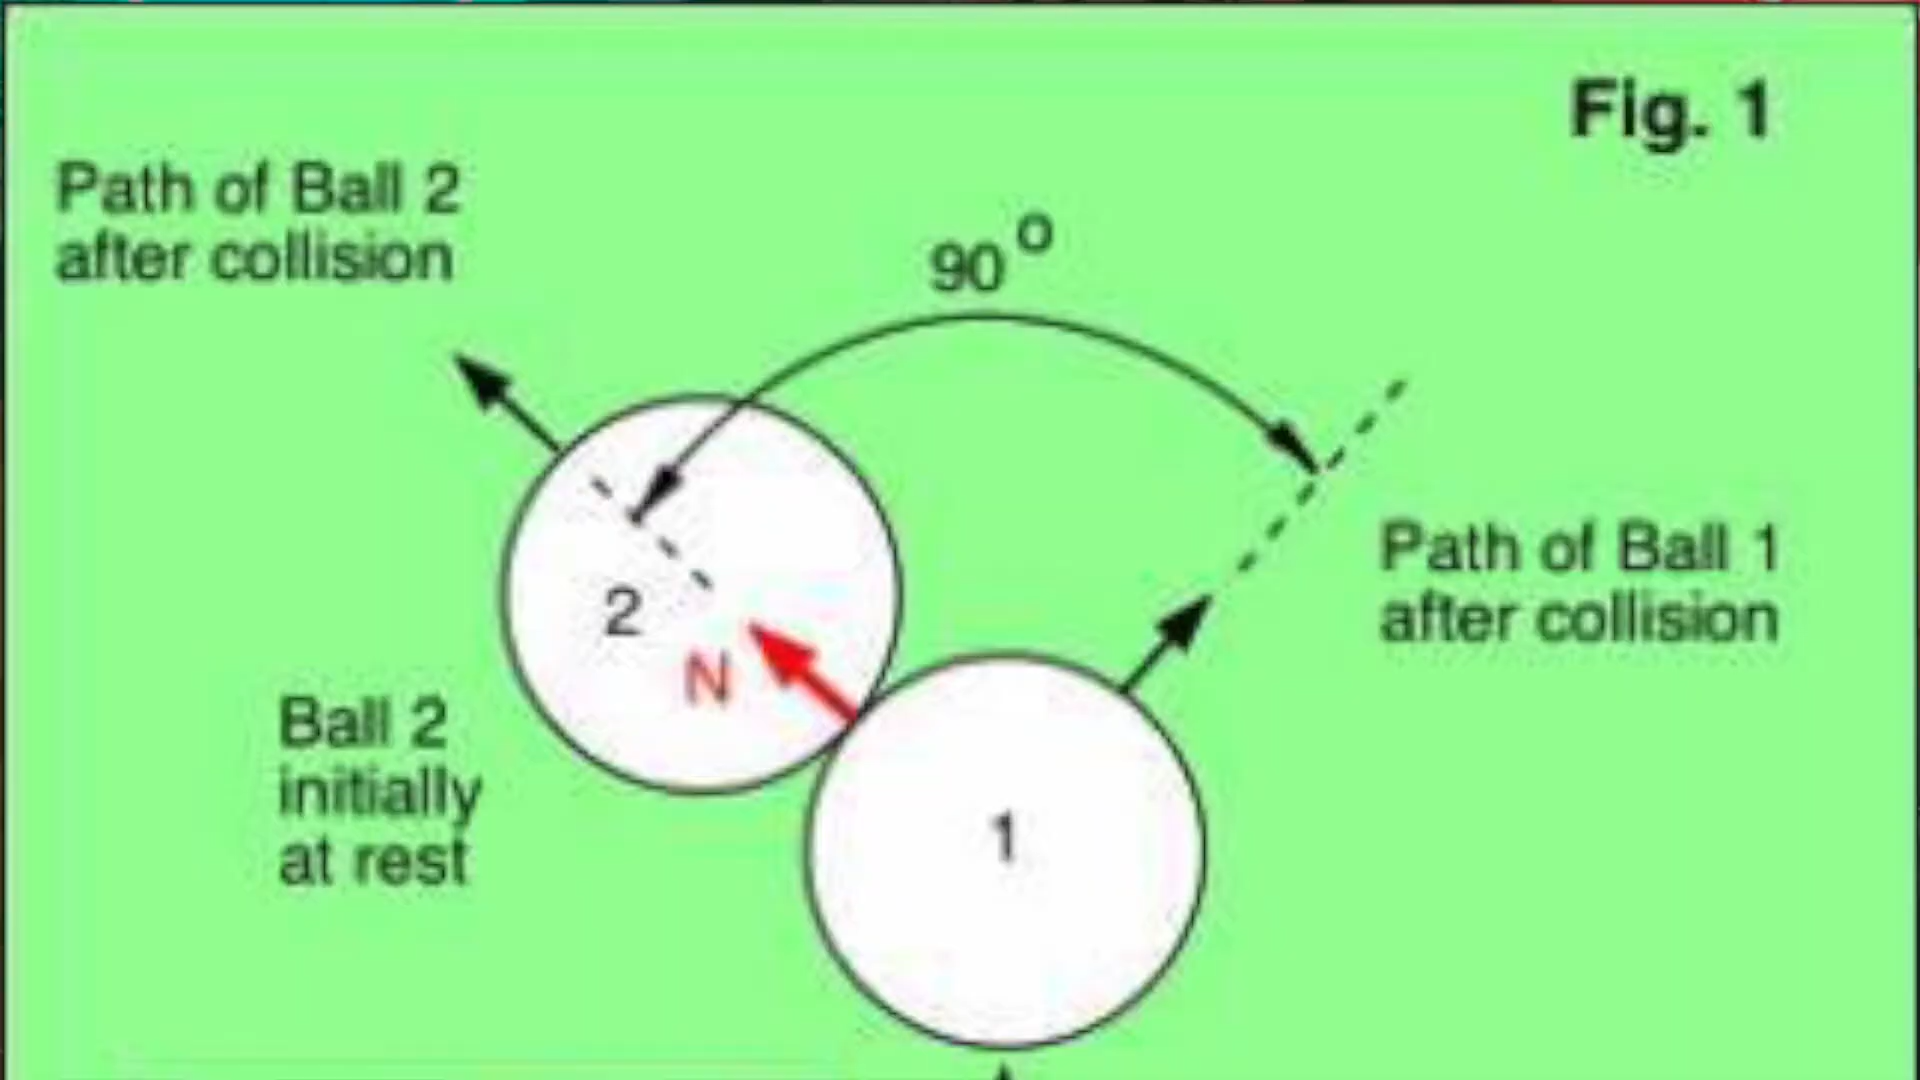 Fig. 1
Path of Ball 2
after collision
90°
Path of Ball 1
after collision
2
N
Ball 2
initially
at rest
1